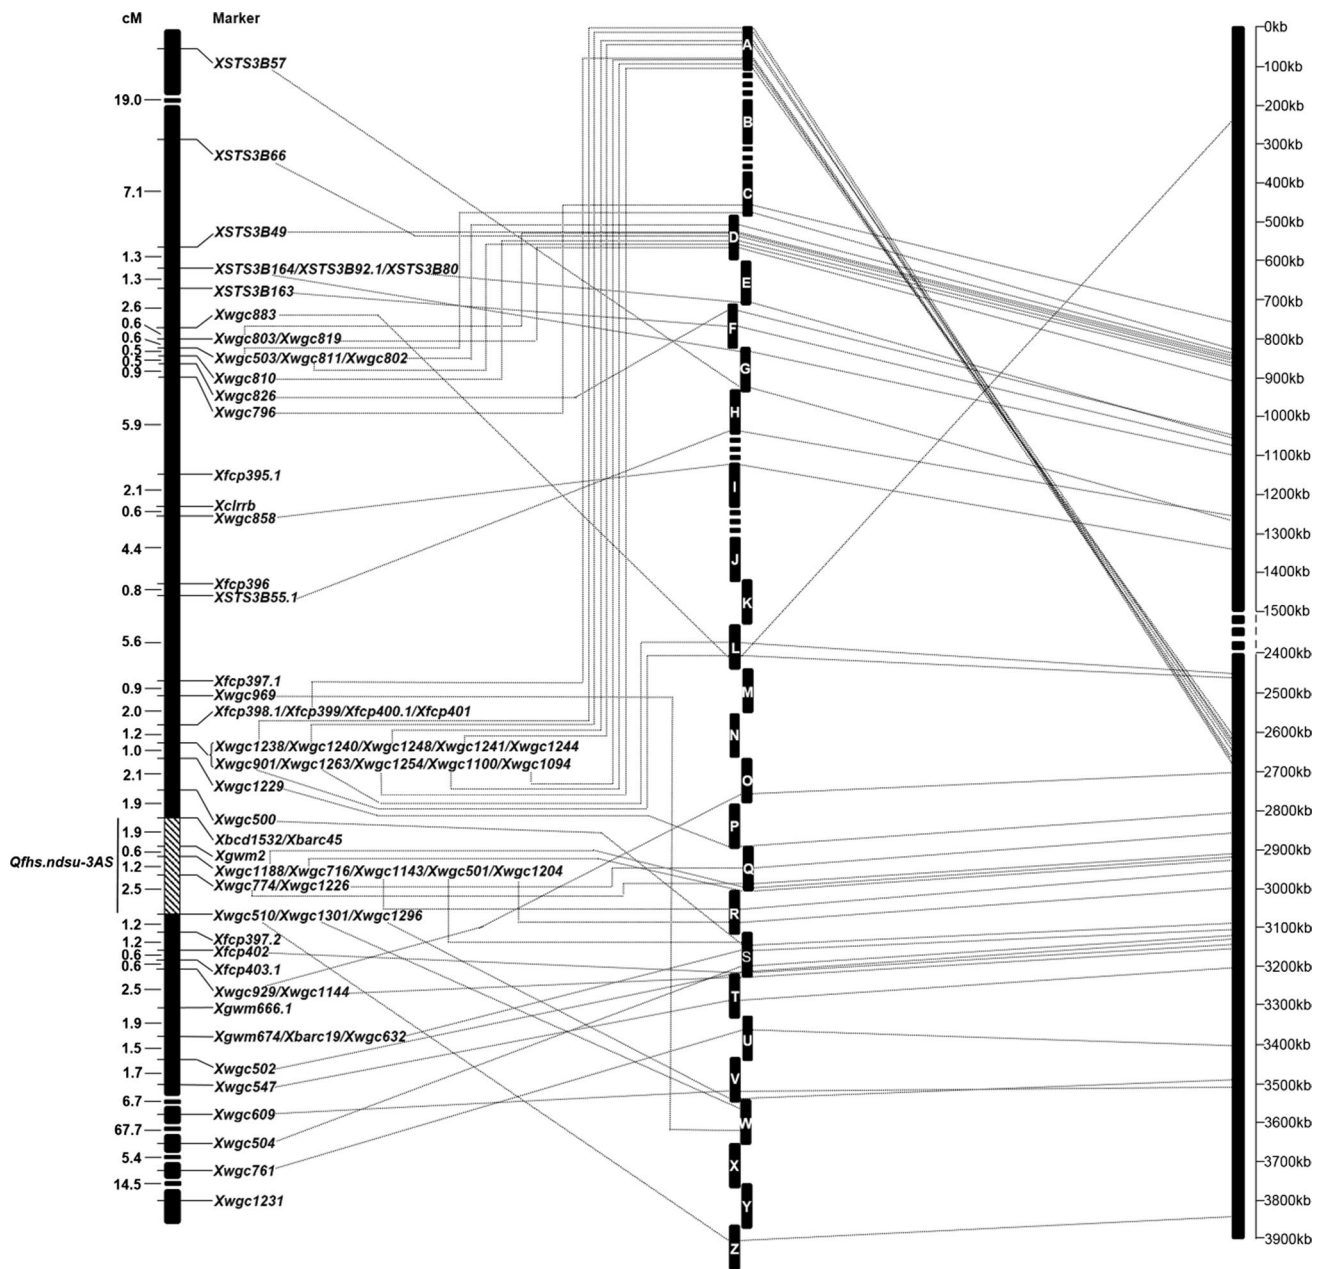 cM Marker
XSTS3B57
19.0
XSTS3B66
7.1
XSTS3B49
1.3
XSTS3B164/XSTS3B92.1/XSTS3B80
1.3
XSTS3B163
2.6
Xwgc883
0.6
0.6
Xwgc803/Xwgc819
0.5
Xwgc503/Xwgc811/Xwgc802
0.5
0.9
Xwgc810
Xwgc826
Xwgc796
5.9
Xfcp395.1
2.1
Xclrrb
0.6
Xwgc858
4.4
Xfcp396
0.8
XSTS3B55.1
5.6
Xfcp397.1
0.9
Xwgc969
2.0
Xfcp398.1/Xfcp399/Xfcp400.1/Xfcp401
1.2
Xwgc1238/Xwgc1240/Xwgc1248/Xwgc1241/Xwgc1244
1.0
Xwgc901/Xwgc1263/Xwgc1254/Xwgc1100/Xwgc1094
2.1
Xwgc1229
1.9
Xwgc500
1.9
Xbcd1532/Xbarc45
0.6
Xgwm2
Qfhs.ndsu-3AS
1.2
Xwgc1188/Xwgc716/Xwgc1143/Xwgc501/Xwgc1204
Xwgc774/Xwgc1226
2.5
Xwgc510/Xwgc1301/Xwgc1296
1.2
Xfcp397.2
1.2
Xfcp402
0.6
0.6
Xfcp403.1
2.5
Xwgc929/Xwgc1144
Xgwm666.1
1.9
Xgwm674/Xbarc19/Xwgc632
1.5
Xwgc502
1.7
Xwgc547
6.7
Xwgc609
67.7
Xwgc504
5.4
Xwgc761
14.5
Xwgc1231
A
B
C
D
E
F
G
H
I
J
K
L
M
N
O
P
Q
R
S
T
U
V
W
X
Y
Z
0kb
100kb
200kb
300kb
400kb
500kb
600kb
700kb
800kb
900kb
1000kb
1100kb
1200kb
1300kb
1400kb
1500kb
2400kb
2500kb
2600kb
2700kb
2800kb
2900kb
3000kb
3100kb
3200kb
3300kb
3400kb
3500kb
3600kb
3700kb
3800kb
3900kb